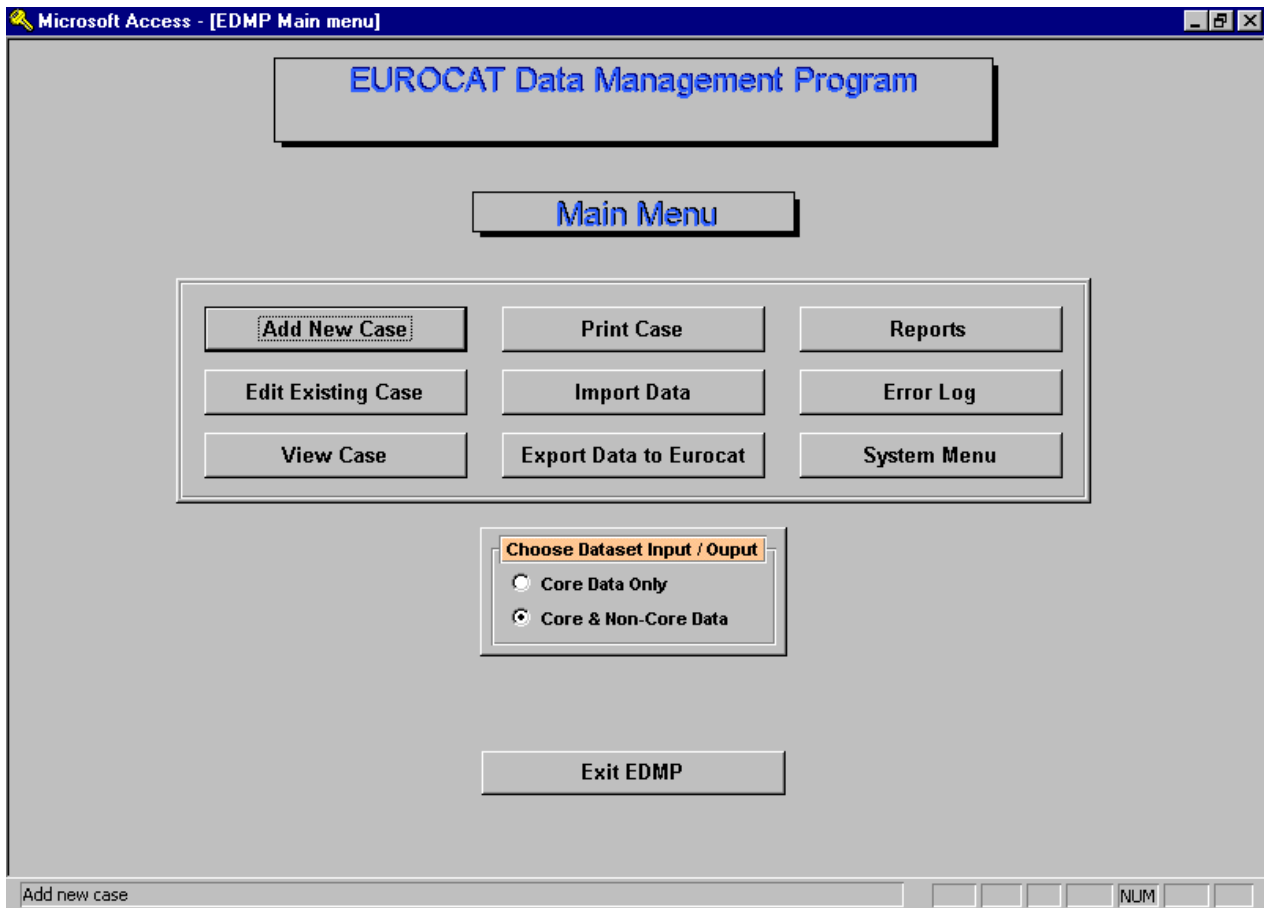 Microsoft Access - [EDMP Main menu]
EUROCAT Data Management Program
Main Menu
Add New Case
Print Case
Reports
Edit Existing Case
Import Data
Error Log
View Case
Export Data to Eurocat
System Menu
Choose Dataset Input / Ouput
Core Data Only
Core & Non-Core Data
Exit EDMP
Add new case
NUM